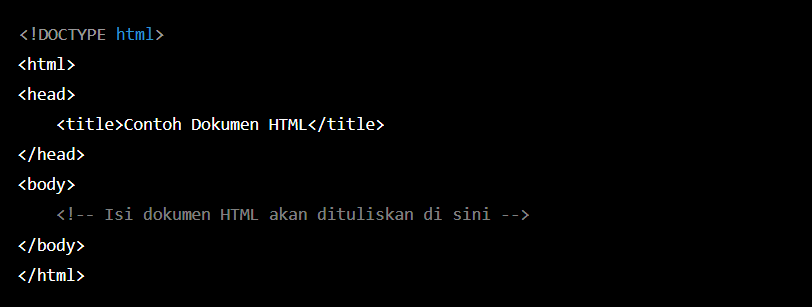 <!DOCTYPE html>
<html>
<head>
    <title>Contoh Dokumen HTML</title>
</head>
<body>
    <!-- Isi dokumen HTML akan dituliskan di sini -->
</body>
</html>